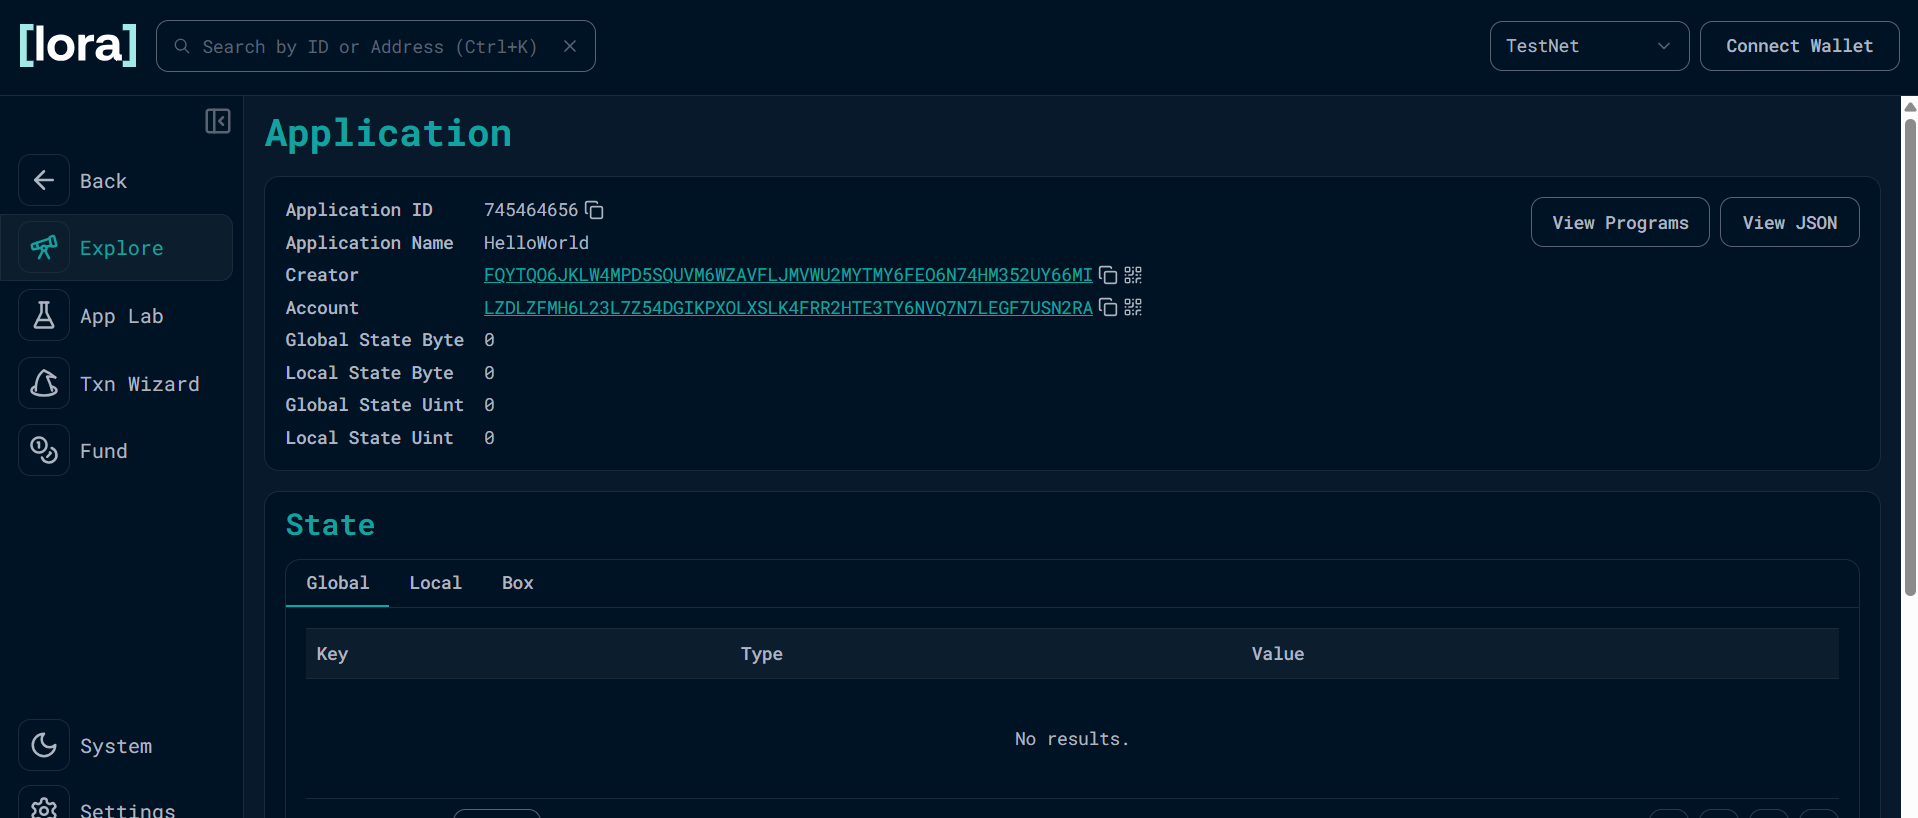 [lora]
Search by ID or Address (Ctrl+K)
TestNet
Connect Wallet
Back
Explore
App Lab
Txn Wizard
Fund
System
Settings
Application
Application ID 745464656
Application Name HelloWorld
Creator FQYTQO6JKLW4MPD5SQUVM6WZAVFLJMVWU2MYTMY6FEO6N74HM352UY66MI
Account LZDLZFMH6L23L7Z54DGIKPXOLXSLK4FRR2HTE3TY6NVQ7N7LEGF7USN2RA
Global State Byte 0
Local State Byte 0
Global State Uint 0
Local State Uint 0
View Programs
View JSON
State
Global Local Box
Key Type Value
No results.